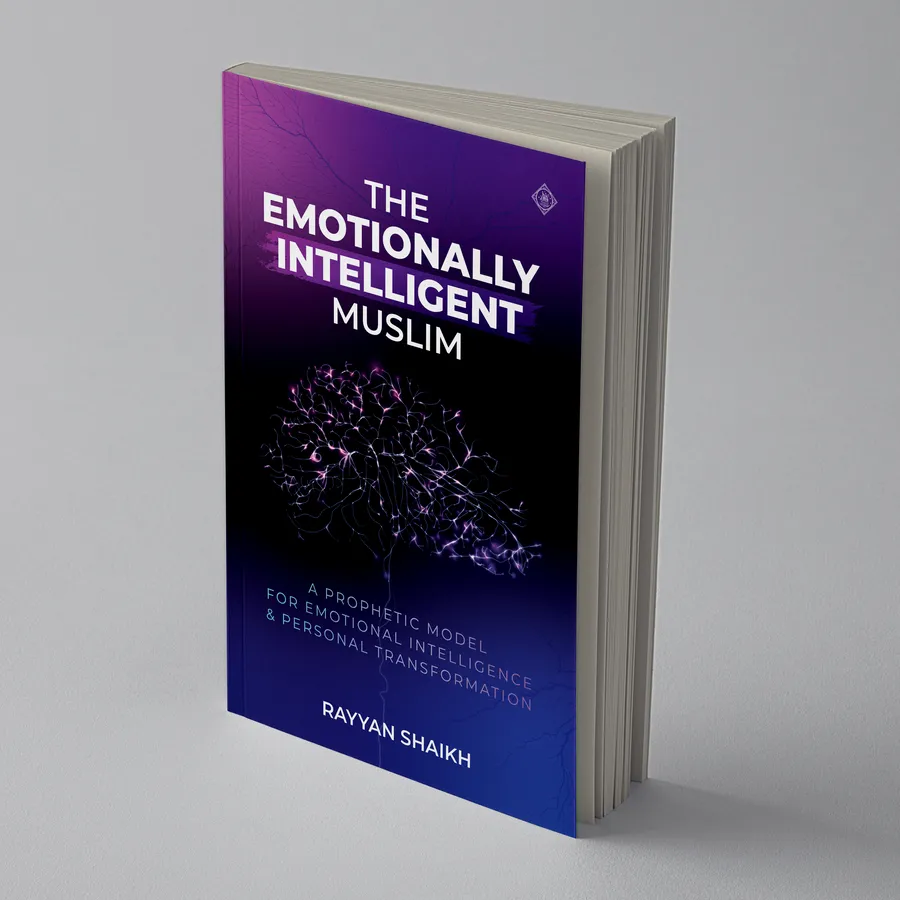 THE
EMOTIONALLY
INTELLIGENT
MUSLIM
A PROPHETIC MODEL
FOR EMOTIONAL INTELLIGENCE
& PERSONAL TRANSFORMATION
RAYYAN SHAIKH